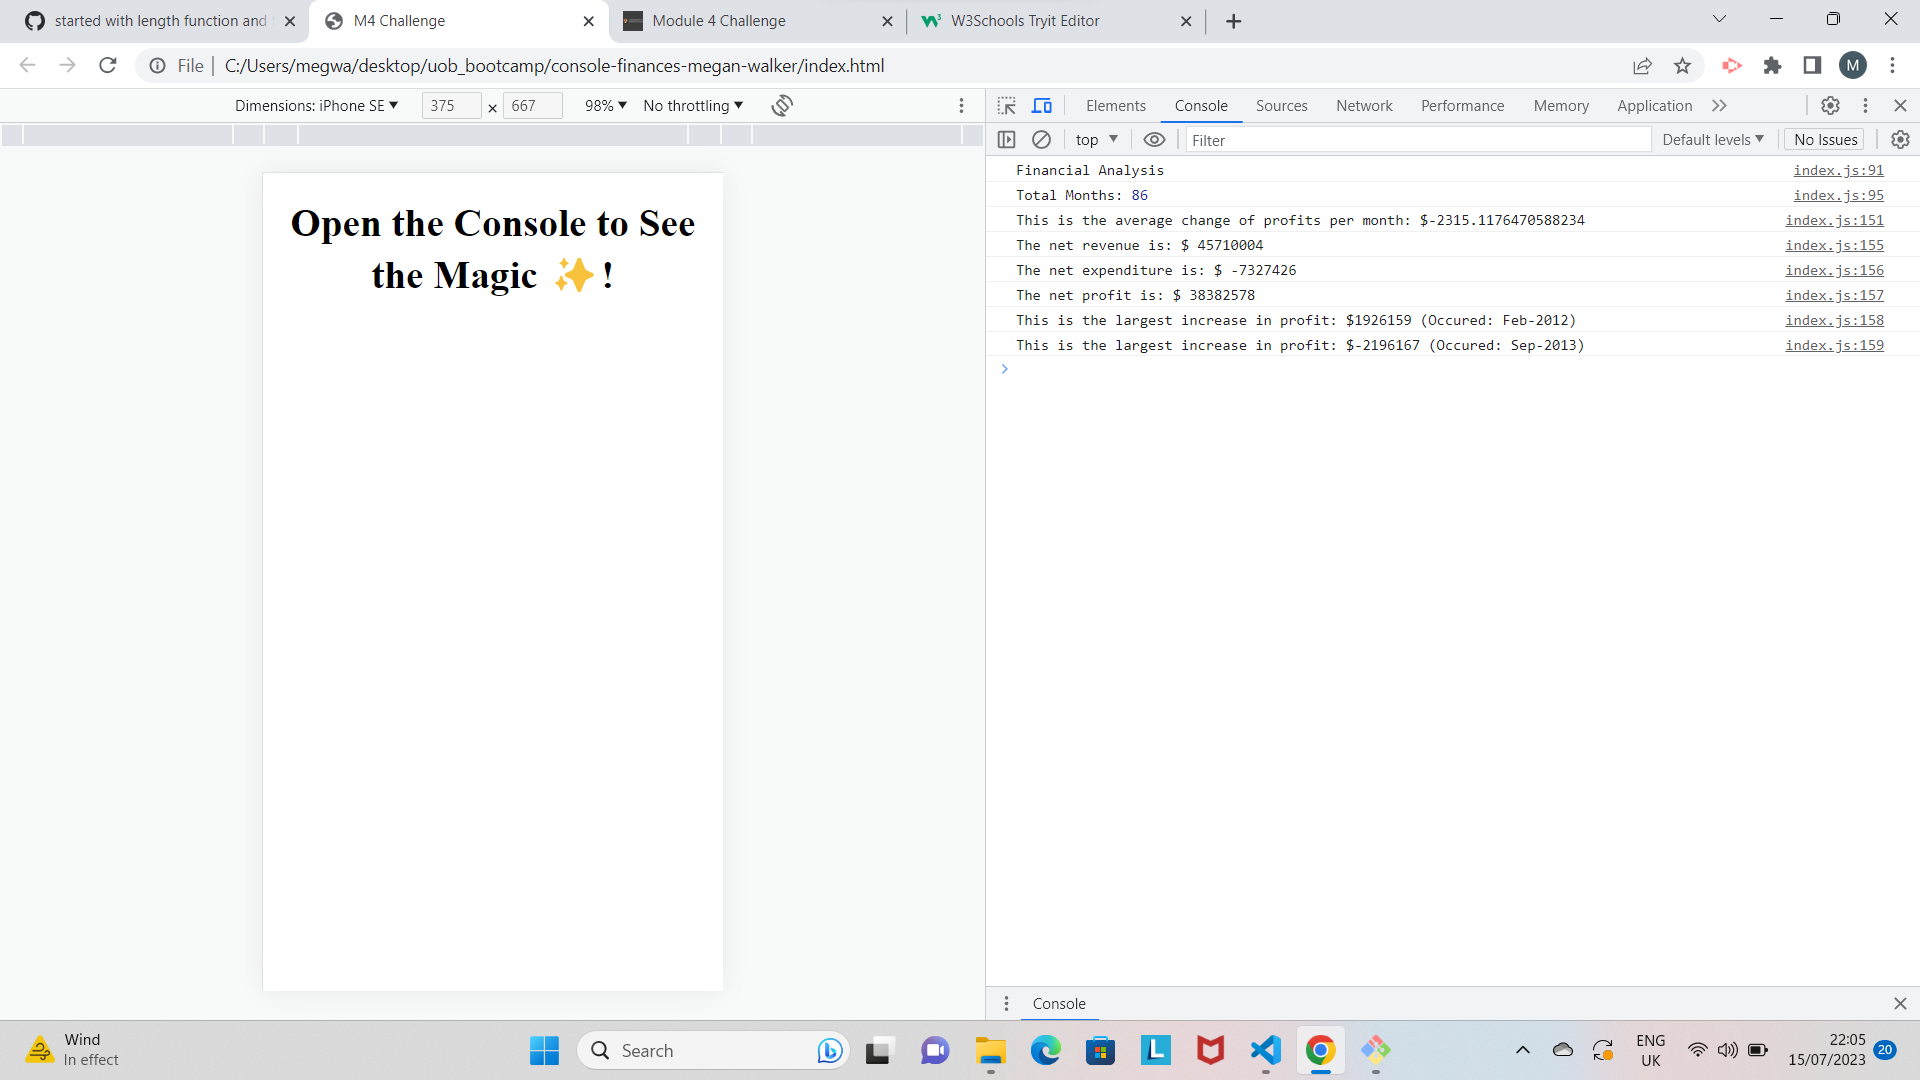 started with length function and
M4 Challenge
Module 4 Challenge
W3Schools Tryit Editor
File
C:/Users/megwa/desktop/uob_bootcamp/console-finances-megan-walker/index.html
M
Dimensions: iPhone SE
375 × 667
98%
No throttling
Elements
Console
Sources
Network
Performance
Memory
Application
top
Filter
Default levels
No Issues
Open the Console to See
the Magic ✨!
Financial Analysis index.js:91
Total Months: 86 index.js:95
This is the average change of profits per month: $-2315.1176470588234 index.js:151
The net revenue is: $ 45710004 index.js:155
The net expenditure is: $ -7327426 index.js:156
The net profit is: $ 38382578 index.js:157
This is the largest increase in profit: $1926159 (Occured: Feb-2012) index.js:158
This is the largest increase in profit: $-2196167 (Occured: Sep-2013) index.js:159
Console
Wind
In effect
Search
L
ENG
UK
22:05
15/07/2023
20